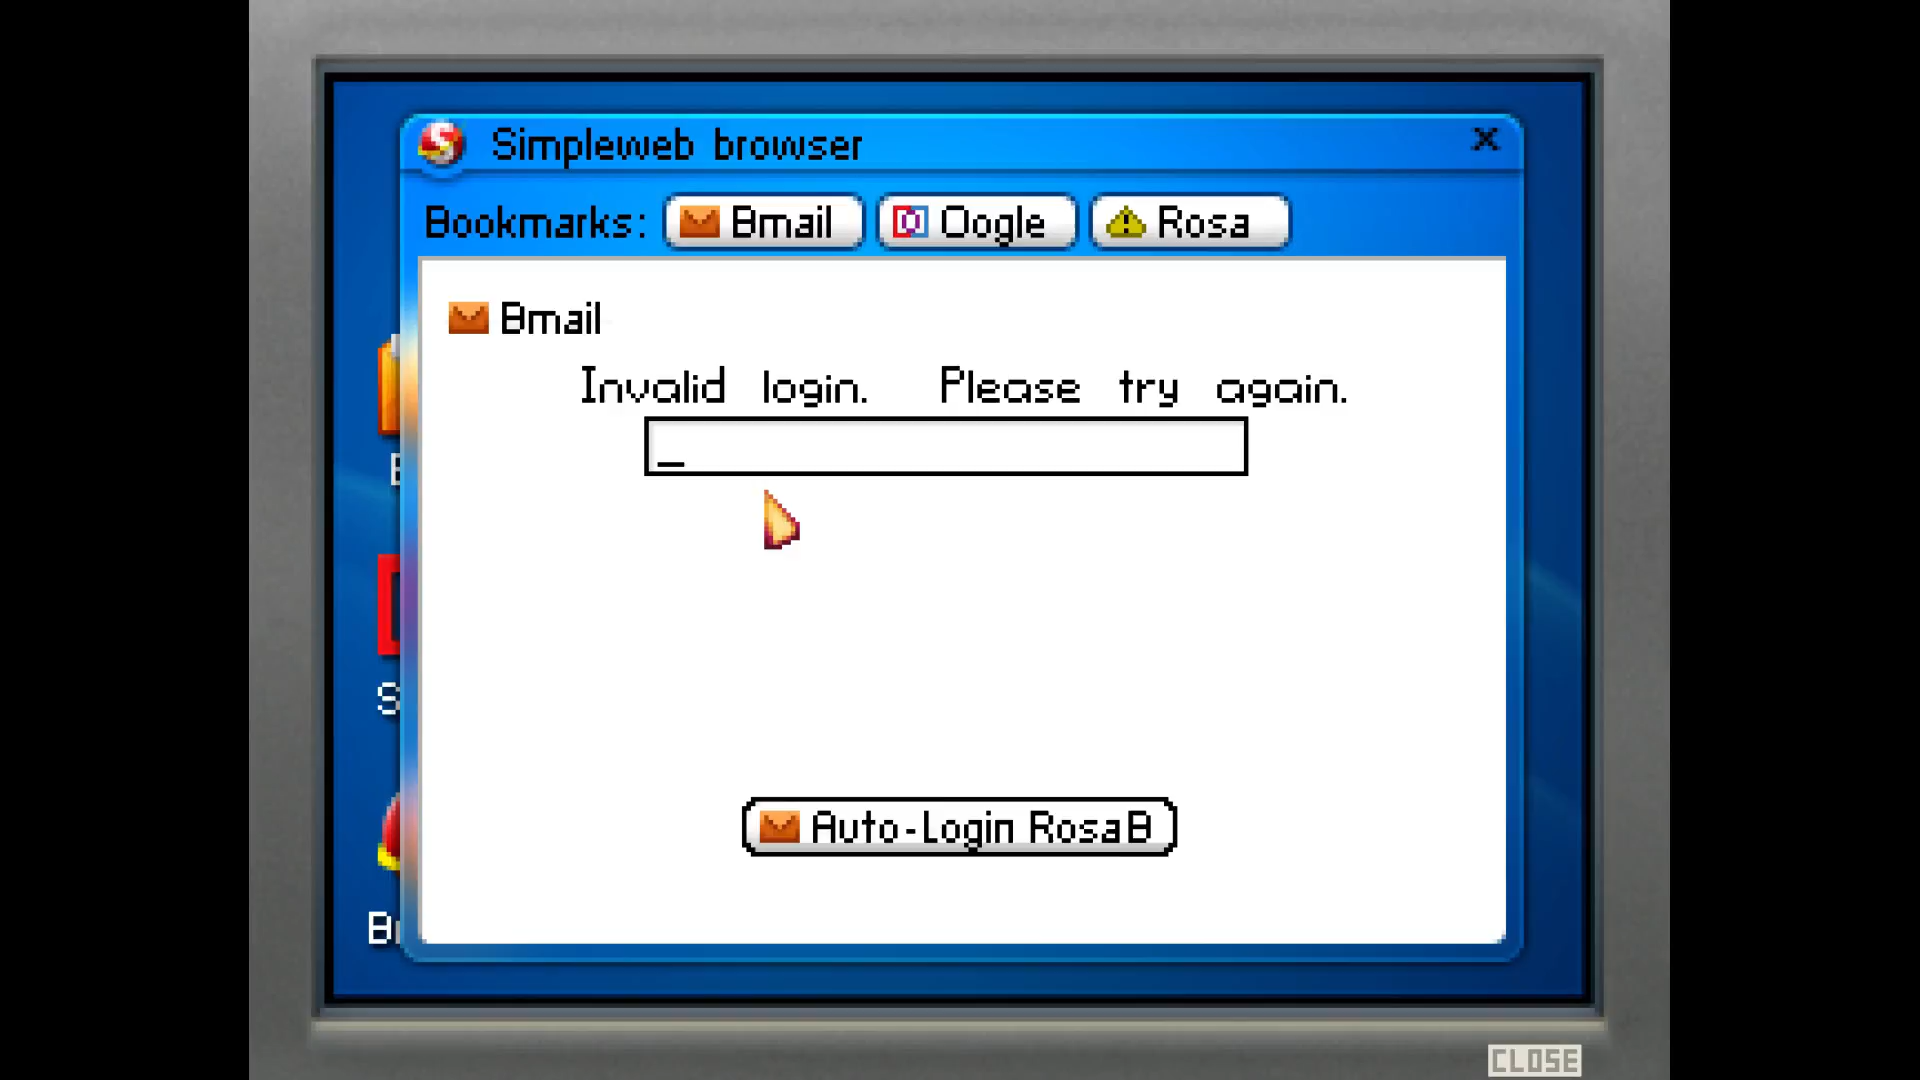 Simpleweb browser X
Bookmarks: Bmail Oogle Rosa
Bmail
Invalid login. Please try again.
_
Auto-Login RosaB
CLOSE